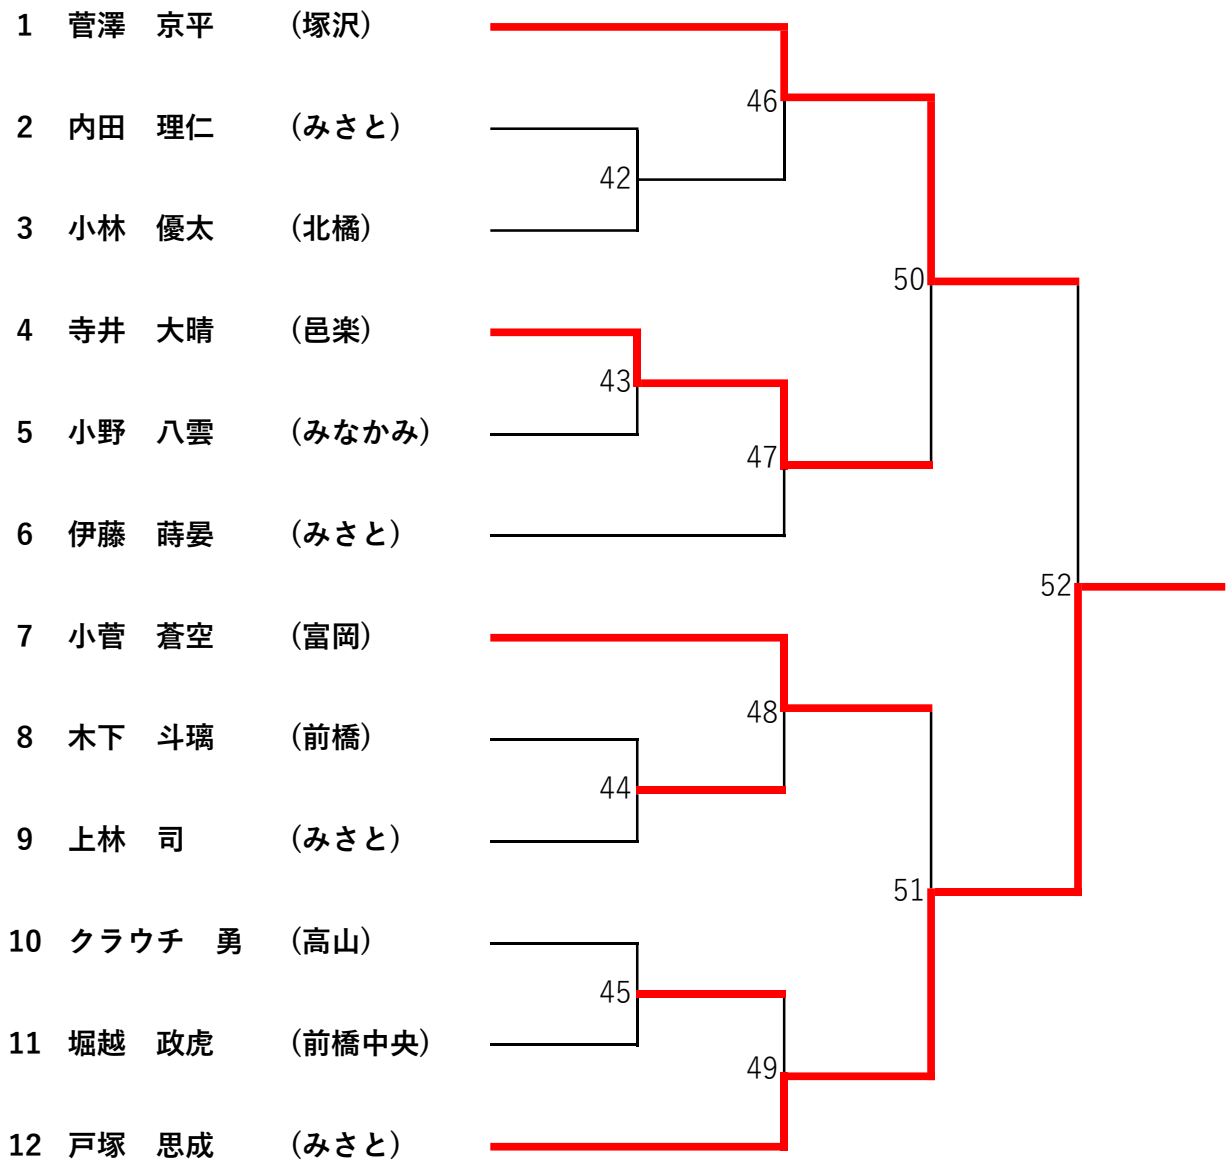 1 菅澤 京平 (塚沢)
46
2 内田 理仁 (みさと)
42
3 小林 優太 (北橘)
50
4 寺井 大晴 (邑楽)
43
5 小野 八雲 (みなかみ)
47
6 伊藤 蒔晏 (みさと)
52
7 小菅 蒼空 (富岡)
48
8 木下 斗璃 (前橋)
44
9 上林 司 (みさと)
51
10 クラウチ 勇 (高山)
45
11 堀越 政虎 (前橋中央)
49
12 戸塚 思成 (みさと)